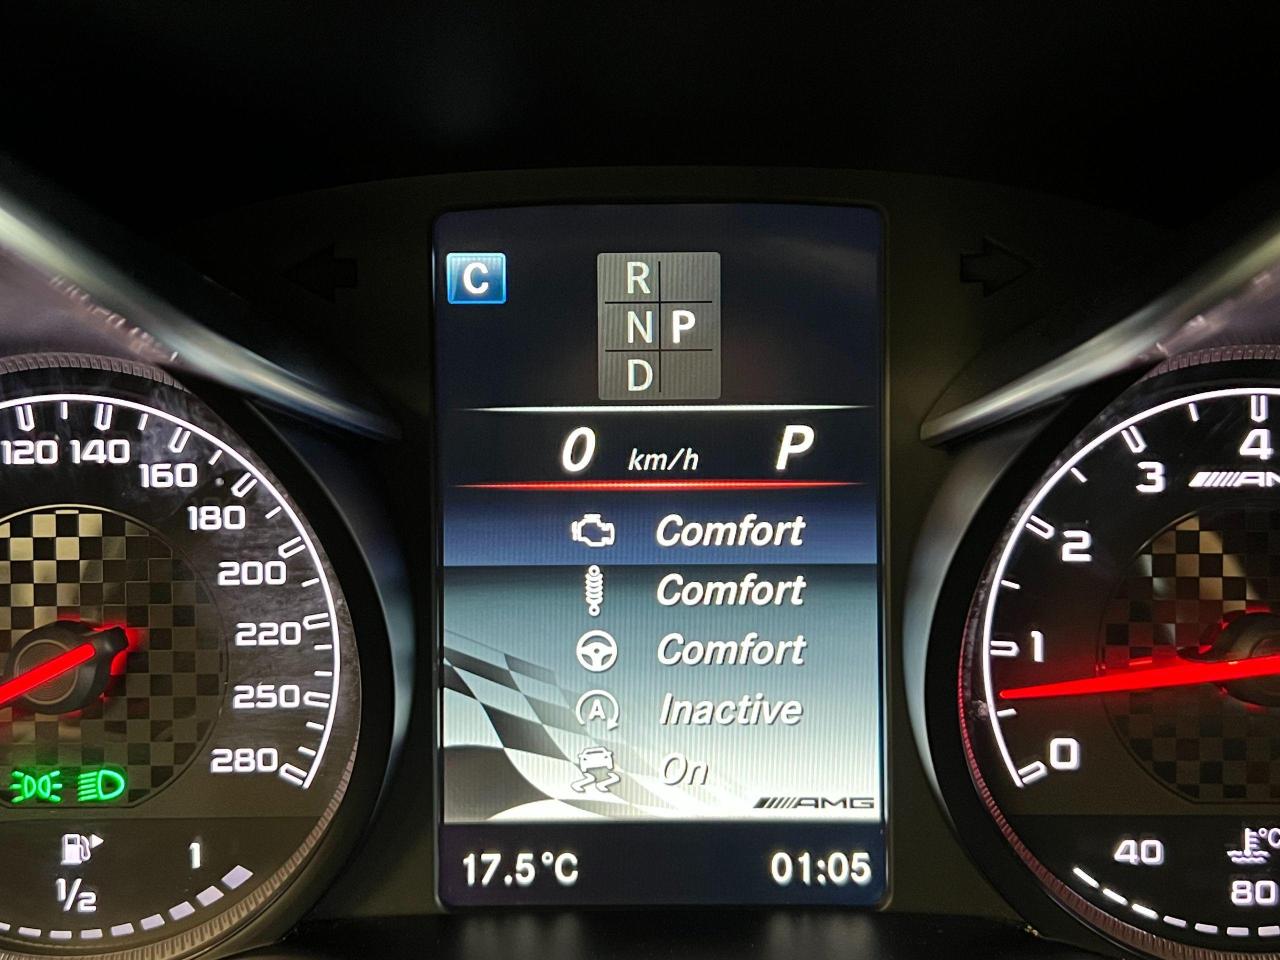 C
R
N P
D
0 km/h P
Comfort
Comfort
Comfort
A Inactive
On
AMG
17.5°C 01:05
120 140
160
180
200
220
250
280
1/2 1
4
3
2
1
0
40
°C
80